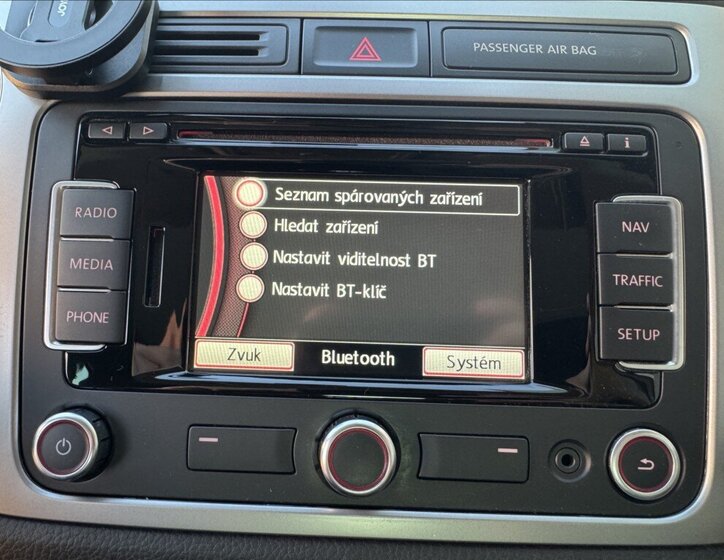 JOY
PASSENGER AIR BAG
i
RADIO
MEDIA
PHONE
Seznam spárovaných zařízení
Hledat zařízení
Nastavit viditelnost BT
Nastavit BT-klíč
Zvuk
Bluetooth
Systém
NAV
TRAFFIC
SETUP